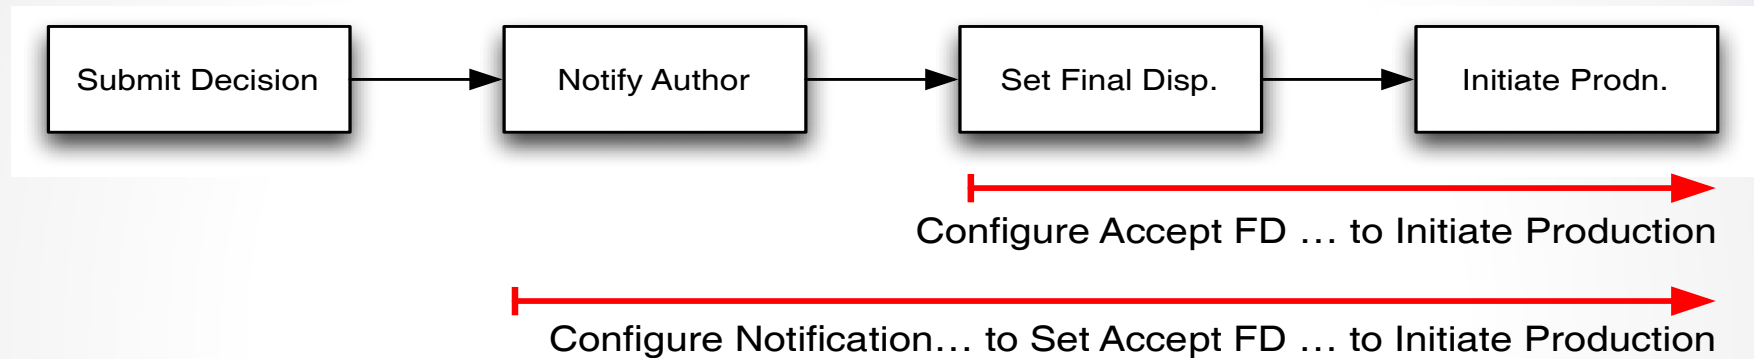 Submit Decision
Notify Author
Set Final Disp.
Initiate Prodn.
Configure Accept FD … to Initiate Production
Configure Notification… to Set Accept FD … to Initiate Production